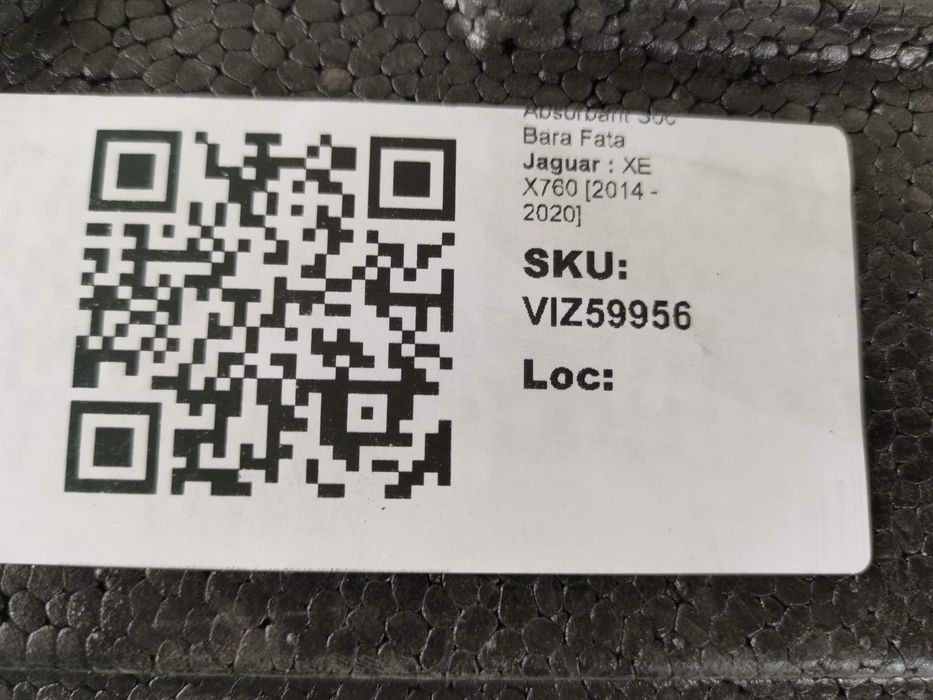 Absorbant Soc
Bara Fata
Jaguar : XE
X760 [2014 -
2020]
SKU:
VIZ59956
Loc: